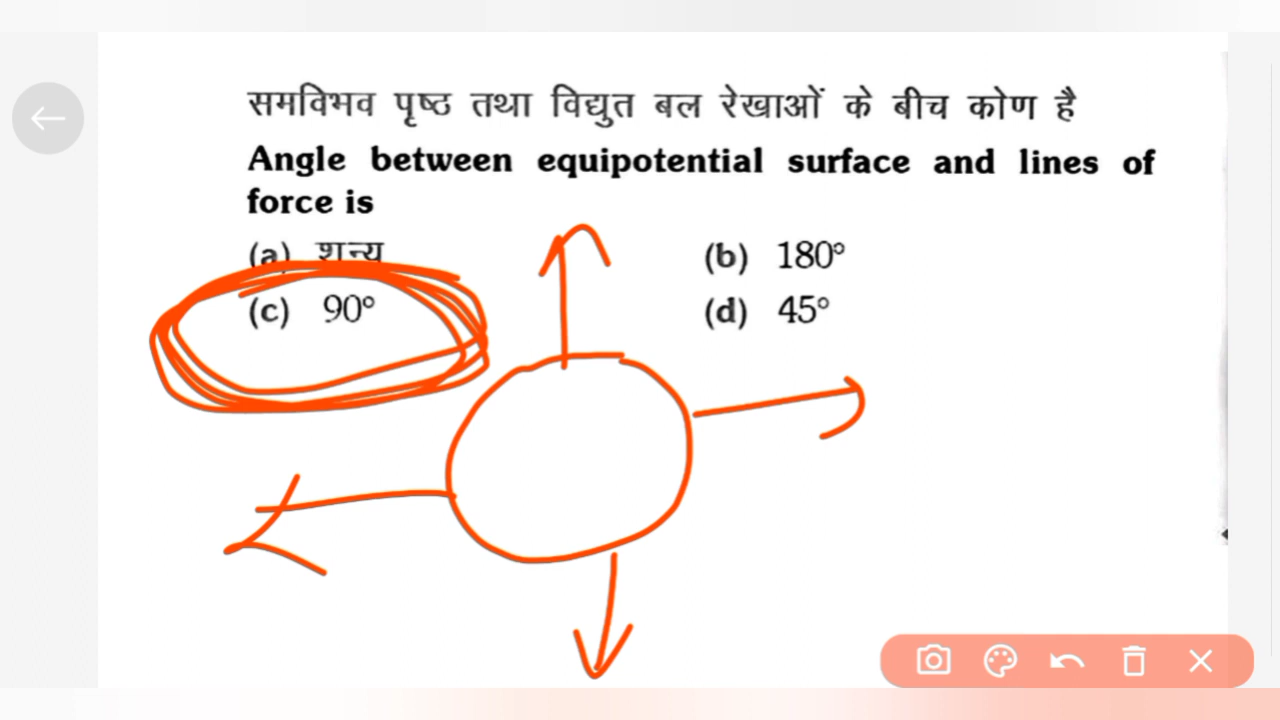 समविभव पृष्ठ तथा विद्युत बल रेखाओं के बीच कोण है
Angle between equipotential surface and lines of
force is
(a) शून्य (b) 180°
(c) 90° (d) 45°